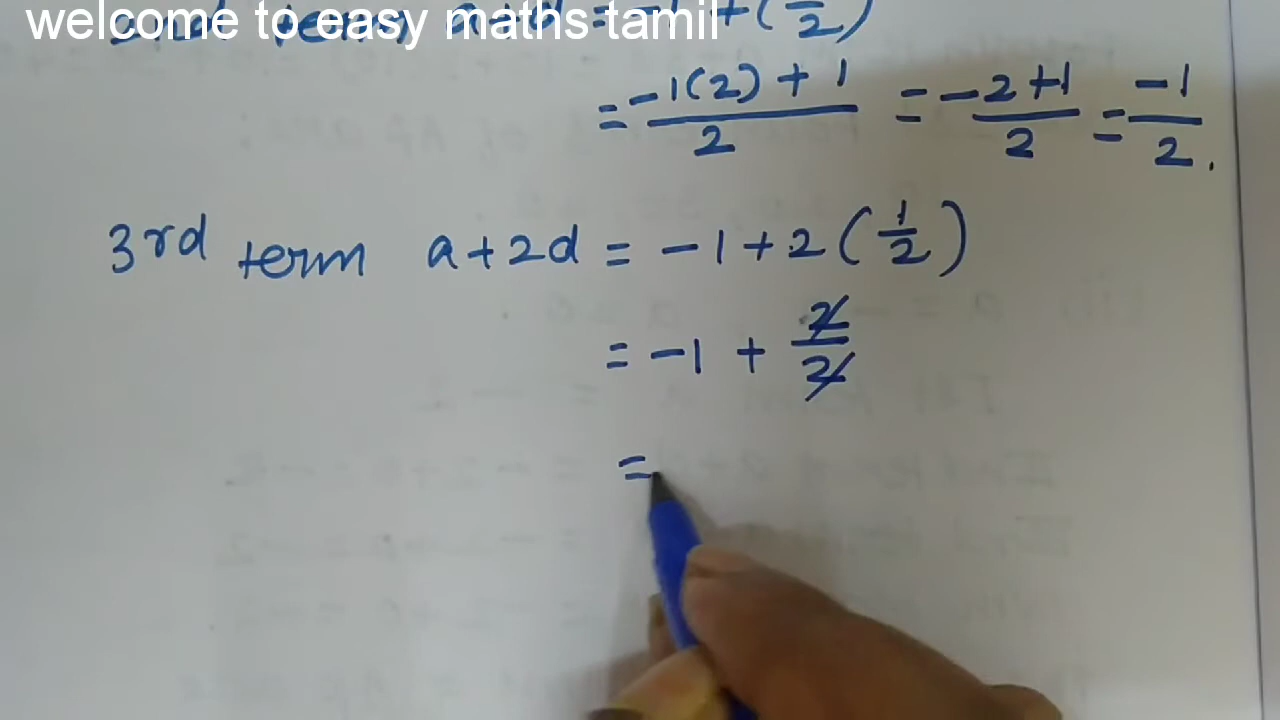 welcome to easy maths tamil
= -1(2) + 1 / 2 = -2+1 / 2 = -1 / 2.
3rd term a+2d = -1+2(1/2)
= -1 + 2/2
=